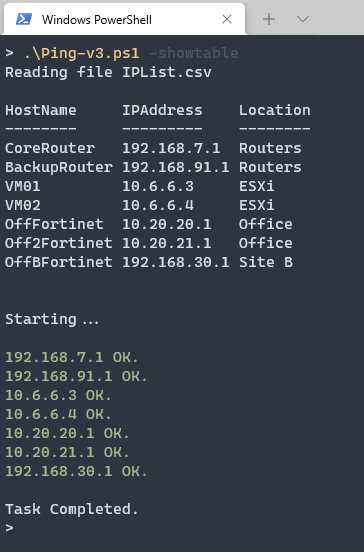 Windows PowerShell
> .\Ping-v3.ps1 -showtable
Reading file IPList.csv
HostName IPAddress Location
-------- --------- --------
CoreRouter 192.168.7.1 Routers
BackupRouter 192.168.91.1 Routers
VM01 10.6.6.3 ESXi
VM02 10.6.6.4 ESXi
OffFortinet 10.20.20.1 Office
Off2Fortinet 10.20.21.1 Office
OffBFortinet 192.168.30.1 Site B
Starting...
192.168.7.1 OK.
192.168.91.1 OK.
10.6.6.3 OK.
10.6.6.4 OK.
10.20.20.1 OK.
10.20.21.1 OK.
192.168.30.1 OK.
Task Completed.
>